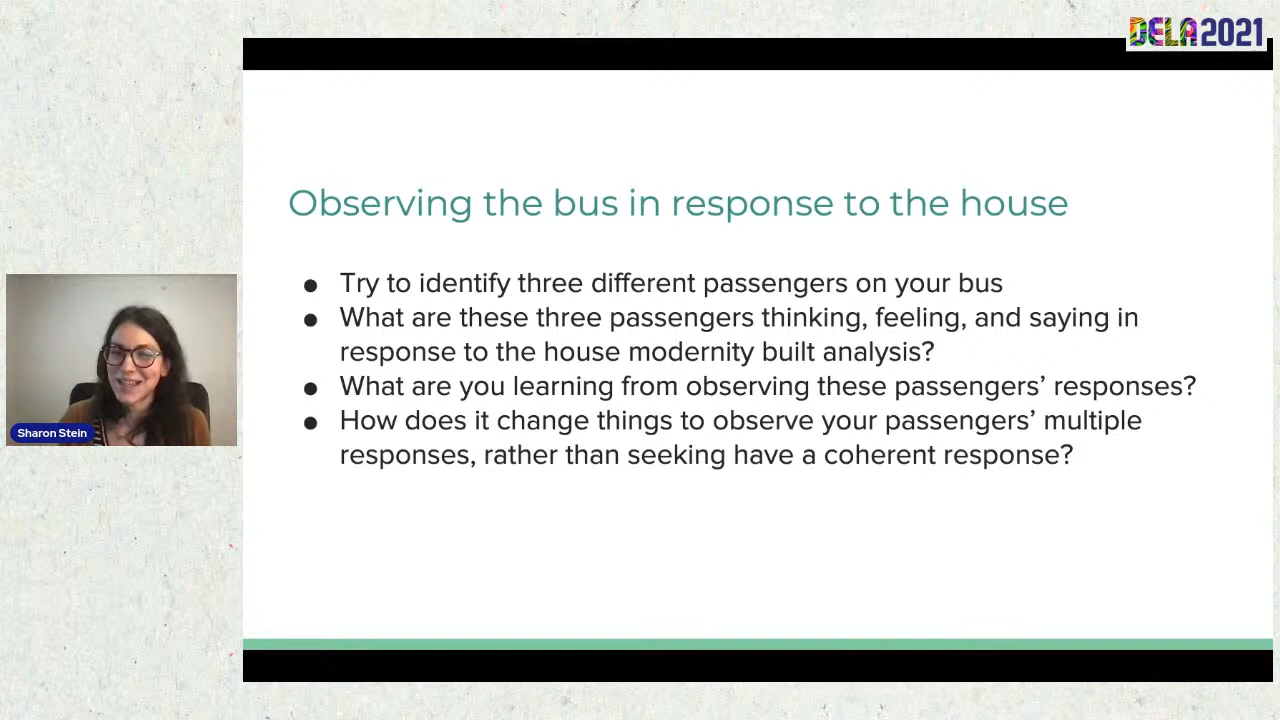 DELA 2021
Observing the bus in response to the house
● Try to identify three different passengers on your bus
● What are these three passengers thinking, feeling, and saying in
response to the house modernity built analysis?
● What are you learning from observing these passengers’ responses?
● How does it change things to observe your passengers’ multiple
responses, rather than seeking have a coherent response?
Sharon Stein